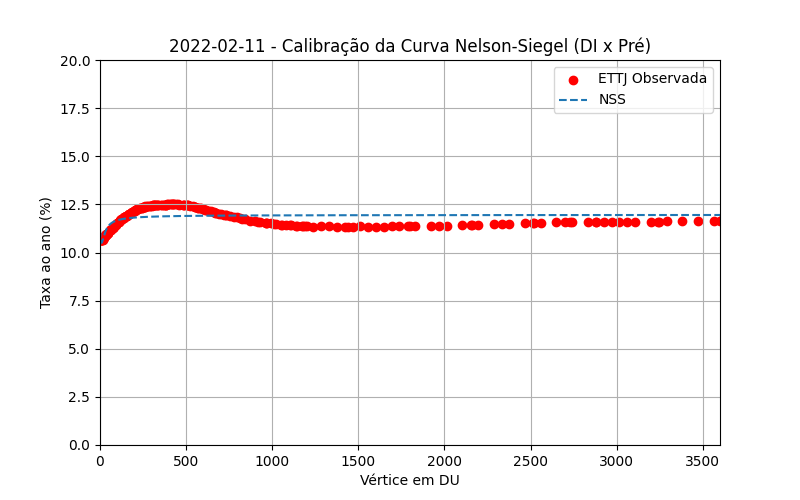 2022-02-11 - Calibração da Curva Nelson-Siegel (DI x Pré)
20.0
17.5
15.0
12.5
10.0
7.5
5.0
2.5
0.0
Taxa ao ano (%)
ETTJ Observada
NSS
0 500 1000 1500 2000 2500 3000 3500
Vértice em DU